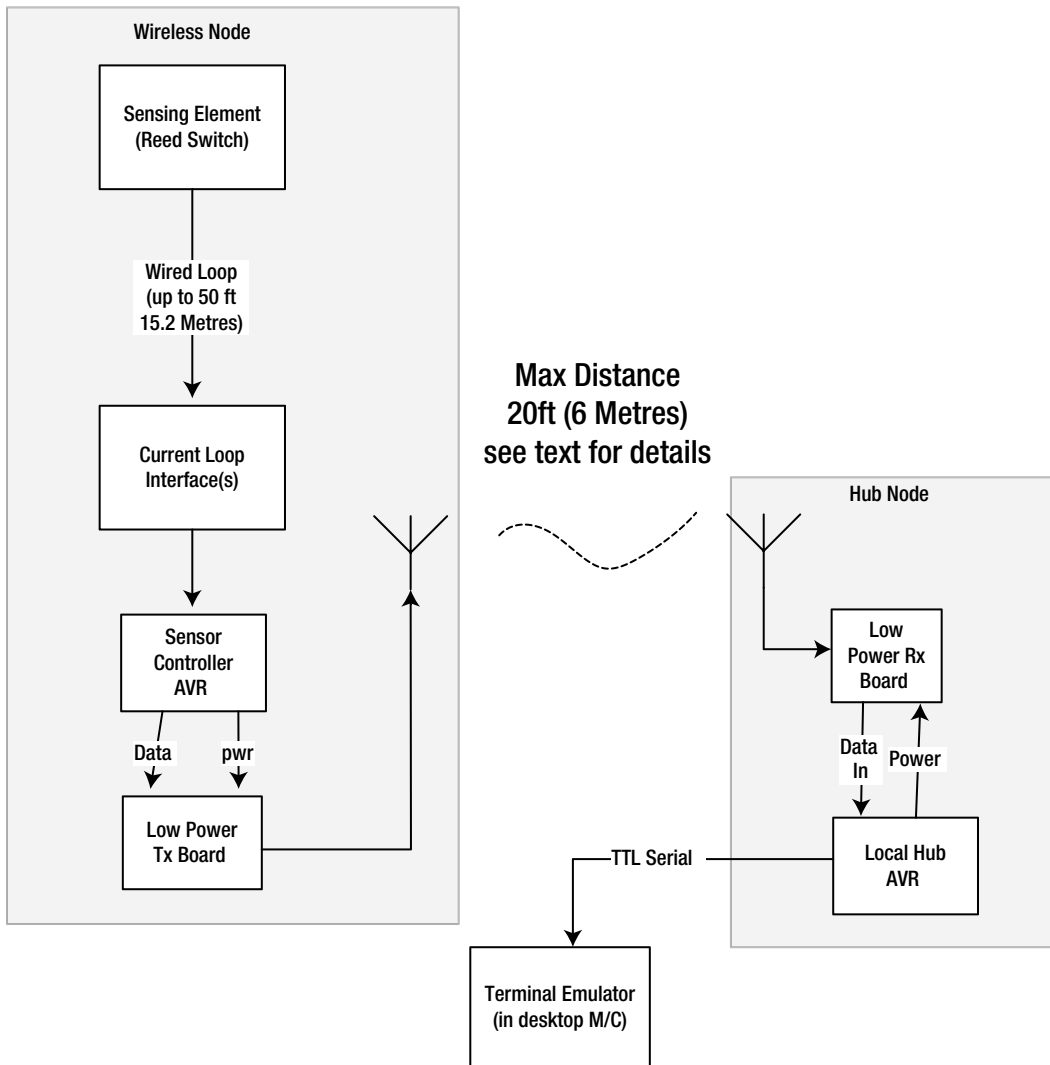 Wireless Node
Sensing Element
(Reed Switch)
Wired Loop
(up to 50 ft
15.2 Metres)
Current Loop
Interface(s)
Sensor
Controller
AVR
Data
pwr
Low Power
Tx Board
Max Distance
20ft (6 Metres)
see text for details
Hub Node
Low
Power Rx
Board
Data
In
Power
Local Hub
AVR
TTL Serial
Terminal Emulator
(in desktop M/C)